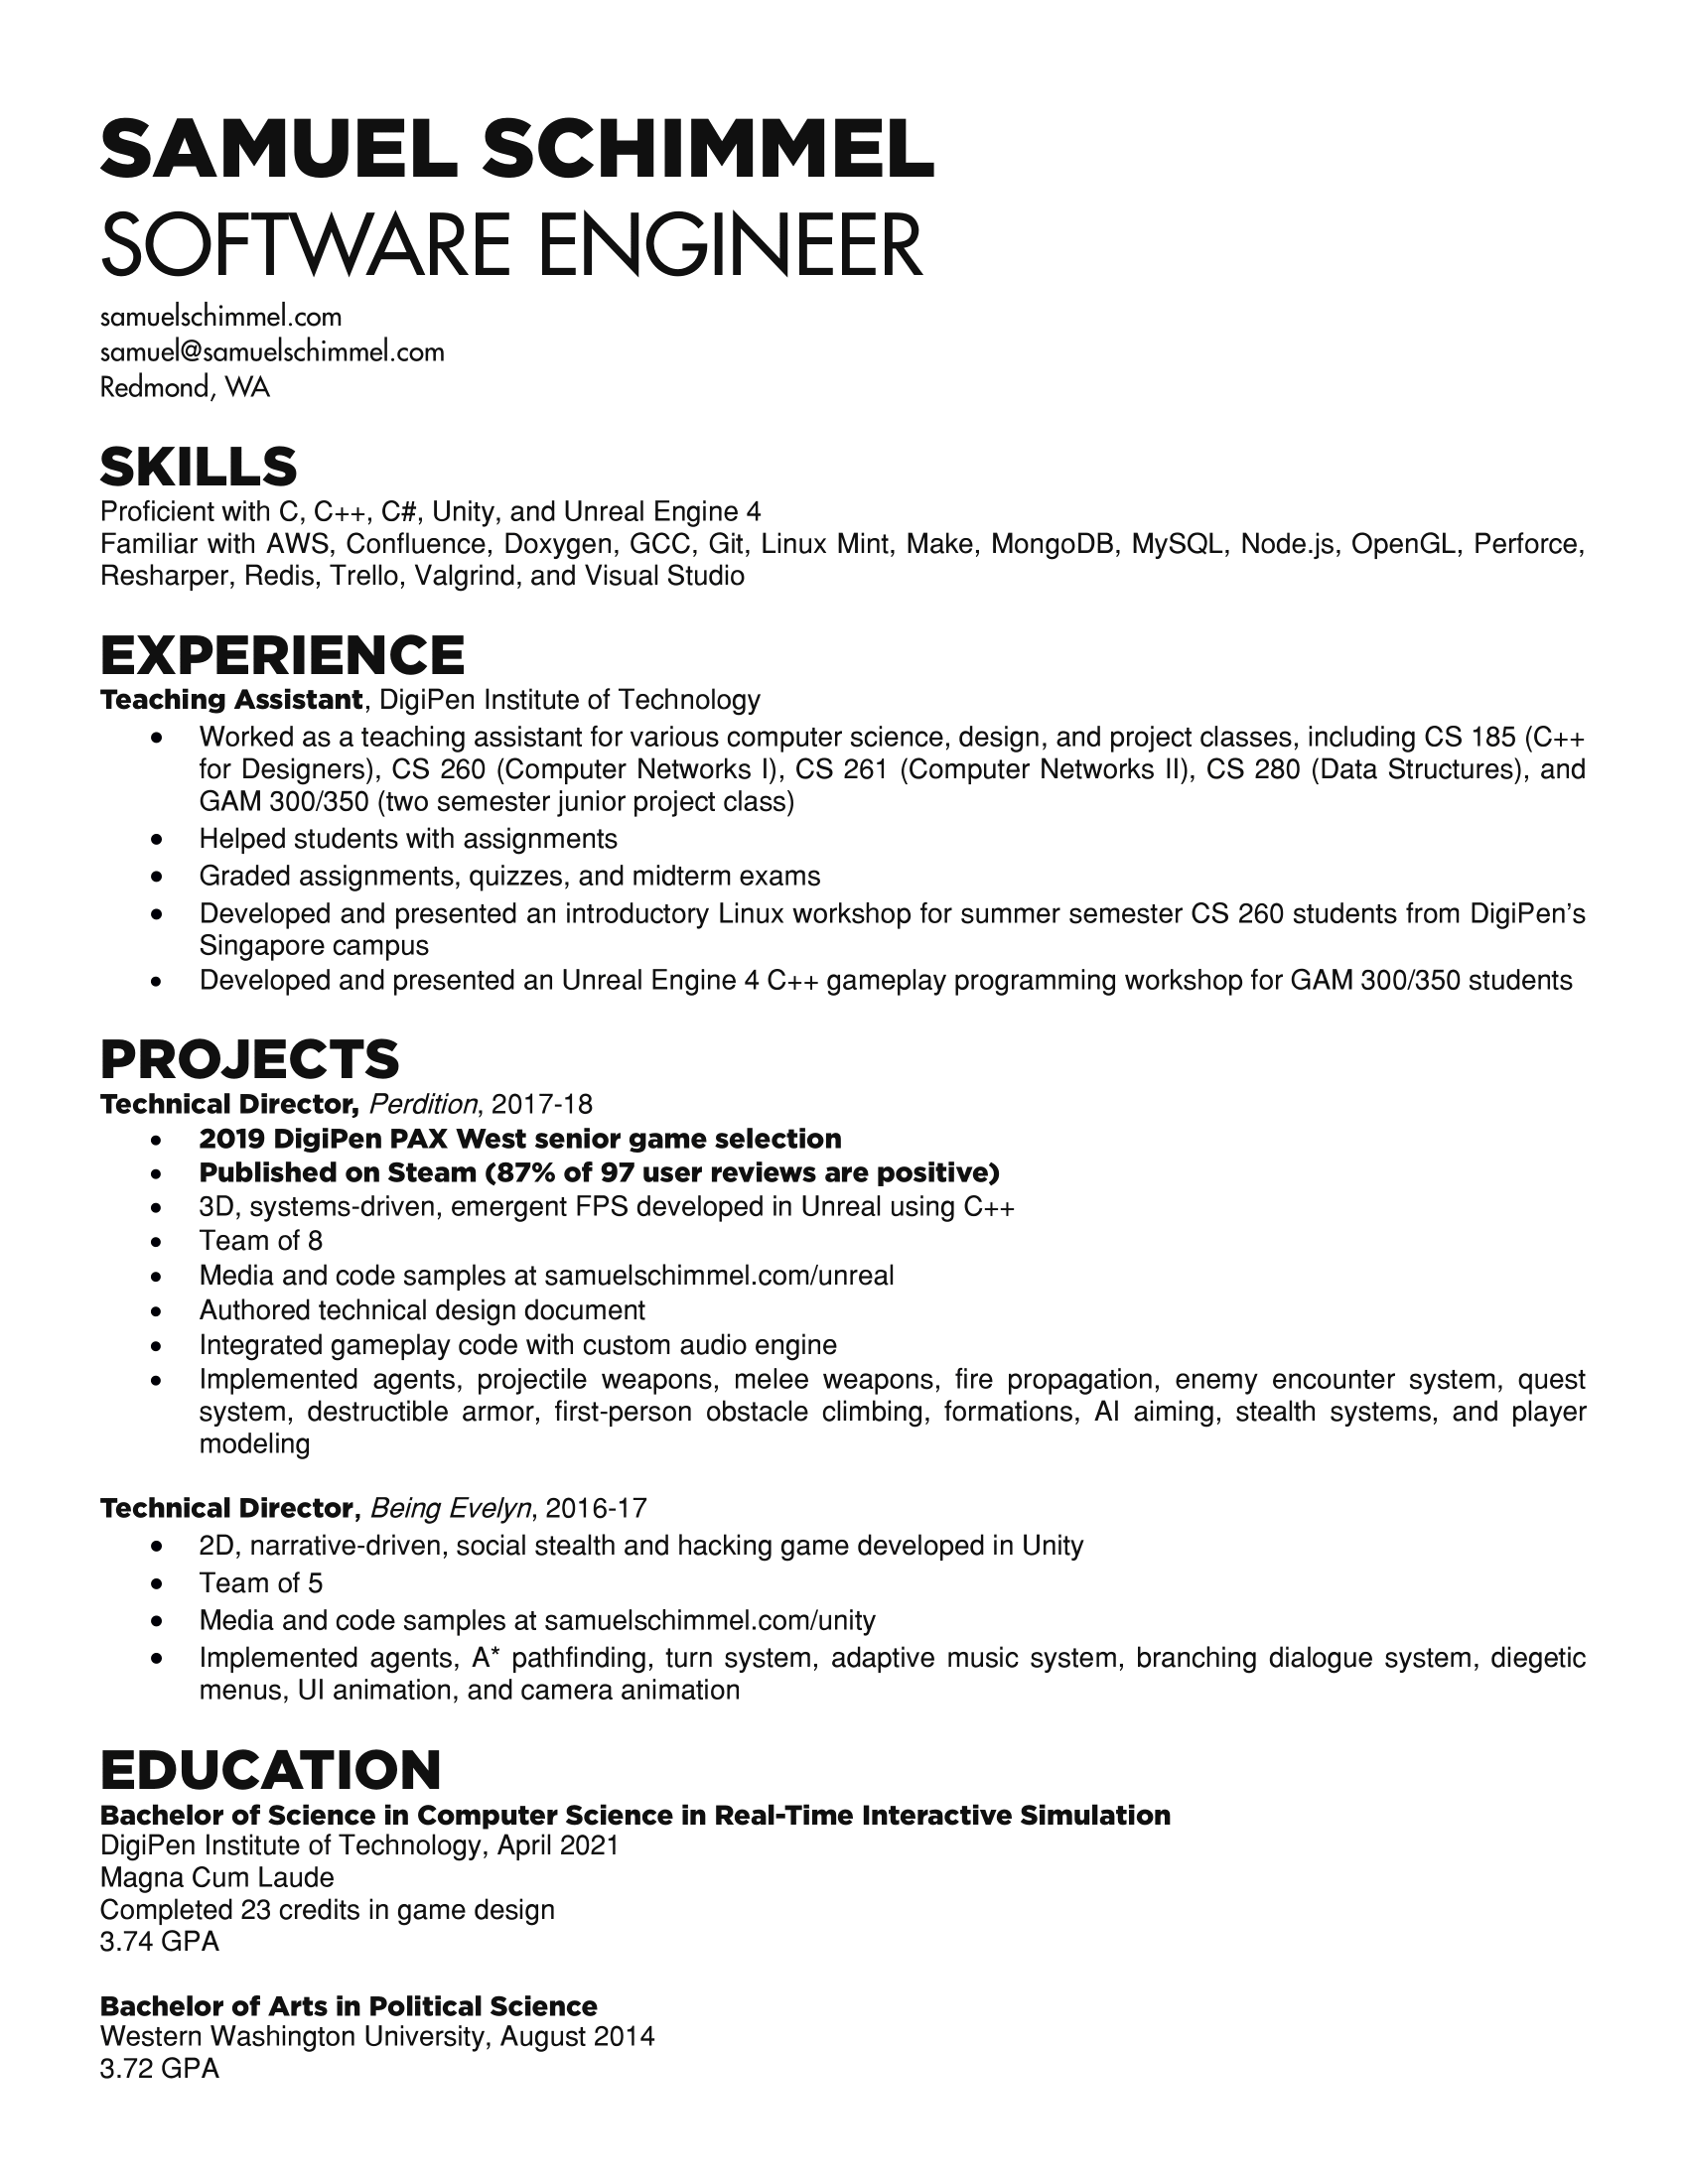 SAMUEL SCHIMMEL
SOFTWARE ENGINEER
samuelschimmel.com
samuel@samuelschimmel.com
Redmond, WA
SKILLS
Proficient with C, C++, C#, Unity, and Unreal Engine 4
Familiar with AWS, Confluence, Doxygen, GCC, Git, Linux Mint, Make, MongoDB, MySQL, Node.js, OpenGL, Perforce,
Resharper, Redis, Trello, Valgrind, and Visual Studio
EXPERIENCE
Teaching Assistant, DigiPen Institute of Technology
• Worked as a teaching assistant for various computer science, design, and project classes, including CS 185 (C++
for Designers), CS 260 (Computer Networks I), CS 261 (Computer Networks II), CS 280 (Data Structures), and
GAM 300/350 (two semester junior project class)
• Helped students with assignments
• Graded assignments, quizzes, and midterm exams
• Developed and presented an introductory Linux workshop for summer semester CS 260 students from DigiPen’s
Singapore campus
• Developed and presented an Unreal Engine 4 C++ gameplay programming workshop for GAM 300/350 students
PROJECTS
Technical Director, Perdition, 2017-18
• 2019 DigiPen PAX West senior game selection
• Published on Steam (87% of 97 user reviews are positive)
• 3D, systems-driven, emergent FPS developed in Unreal using C++
• Team of 8
• Media and code samples at samuelschimmel.com/unreal
• Authored technical design document
• Integrated gameplay code with custom audio engine
• Implemented agents, projectile weapons, melee weapons, fire propagation, enemy encounter system, quest
system, destructible armor, first-person obstacle climbing, formations, AI aiming, stealth systems, and player
modeling
Technical Director, Being Evelyn, 2016-17
• 2D, narrative-driven, social stealth and hacking game developed in Unity
• Team of 5
• Media and code samples at samuelschimmel.com/unity
• Implemented agents, A* pathfinding, turn system, adaptive music system, branching dialogue system, diegetic
menus, UI animation, and camera animation
EDUCATION
Bachelor of Science in Computer Science in Real-Time Interactive Simulation
DigiPen Institute of Technology, April 2021
Magna Cum Laude
Completed 23 credits in game design
3.74 GPA
Bachelor of Arts in Political Science
Western Washington University, August 2014
3.72 GPA